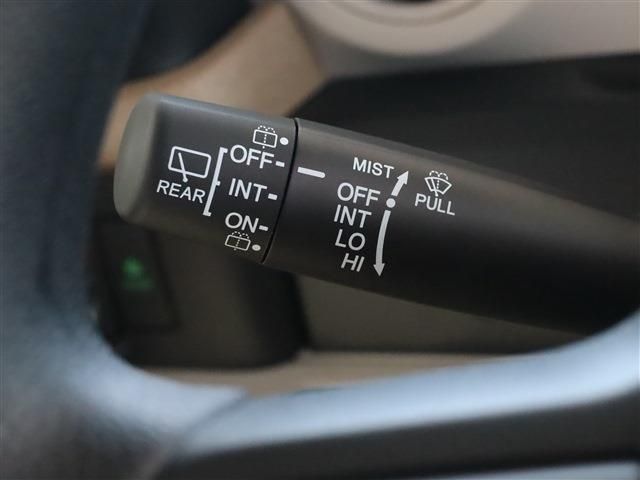 REAR
OFF-
INT-
ON-
MIST
OFF
INT
LO
HI
PULL